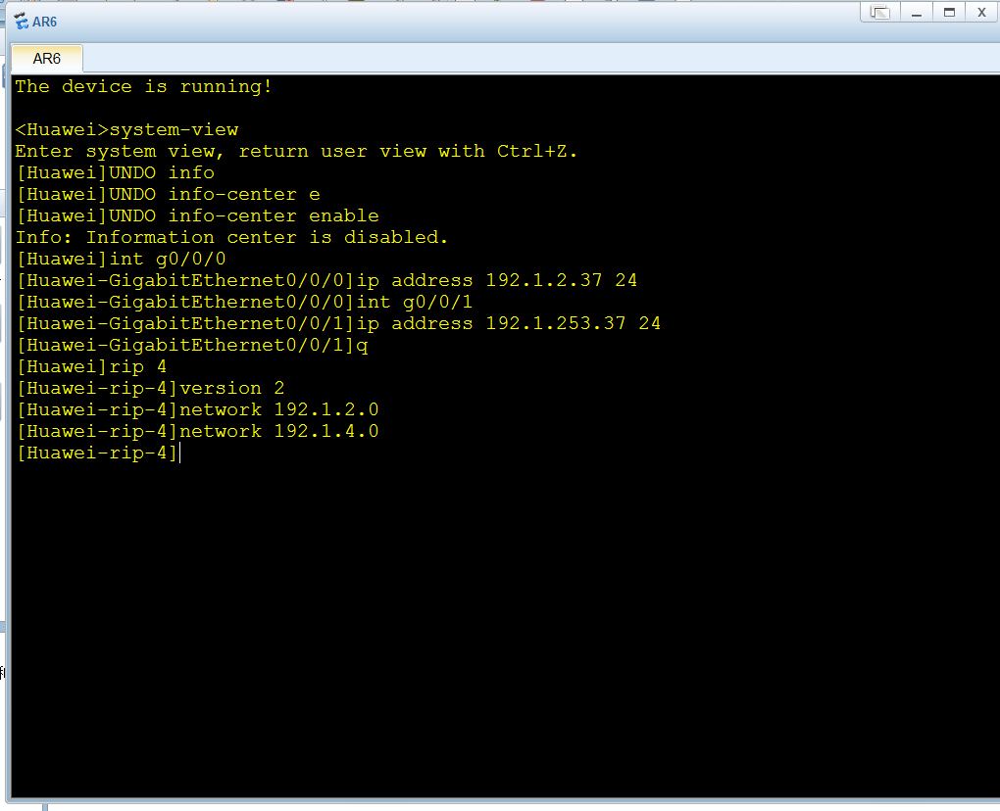 AR6
X
AR6
The device is running!
<Huawei>system-view
Enter system view, return user view with Ctrl+Z.
[Huawei]UNDO info
[Huawei]UNDO info-center e
[Huawei]UNDO info-center enable
Info: Information center is disabled.
[Huawei]int g0/0/0
[Huawei-GigabitEthernet0/0/0]ip address 192.1.2.37 24
[Huawei-GigabitEthernet0/0/0]int g0/0/1
[Huawei-GigabitEthernet0/0/1]ip address 192.1.253.37 24
[Huawei-GigabitEthernet0/0/1]q
[Huawei]rip 4
[Huawei-rip-4]version 2
[Huawei-rip-4]network 192.1.2.0
[Huawei-rip-4]network 192.1.4.0
[Huawei-rip-4]